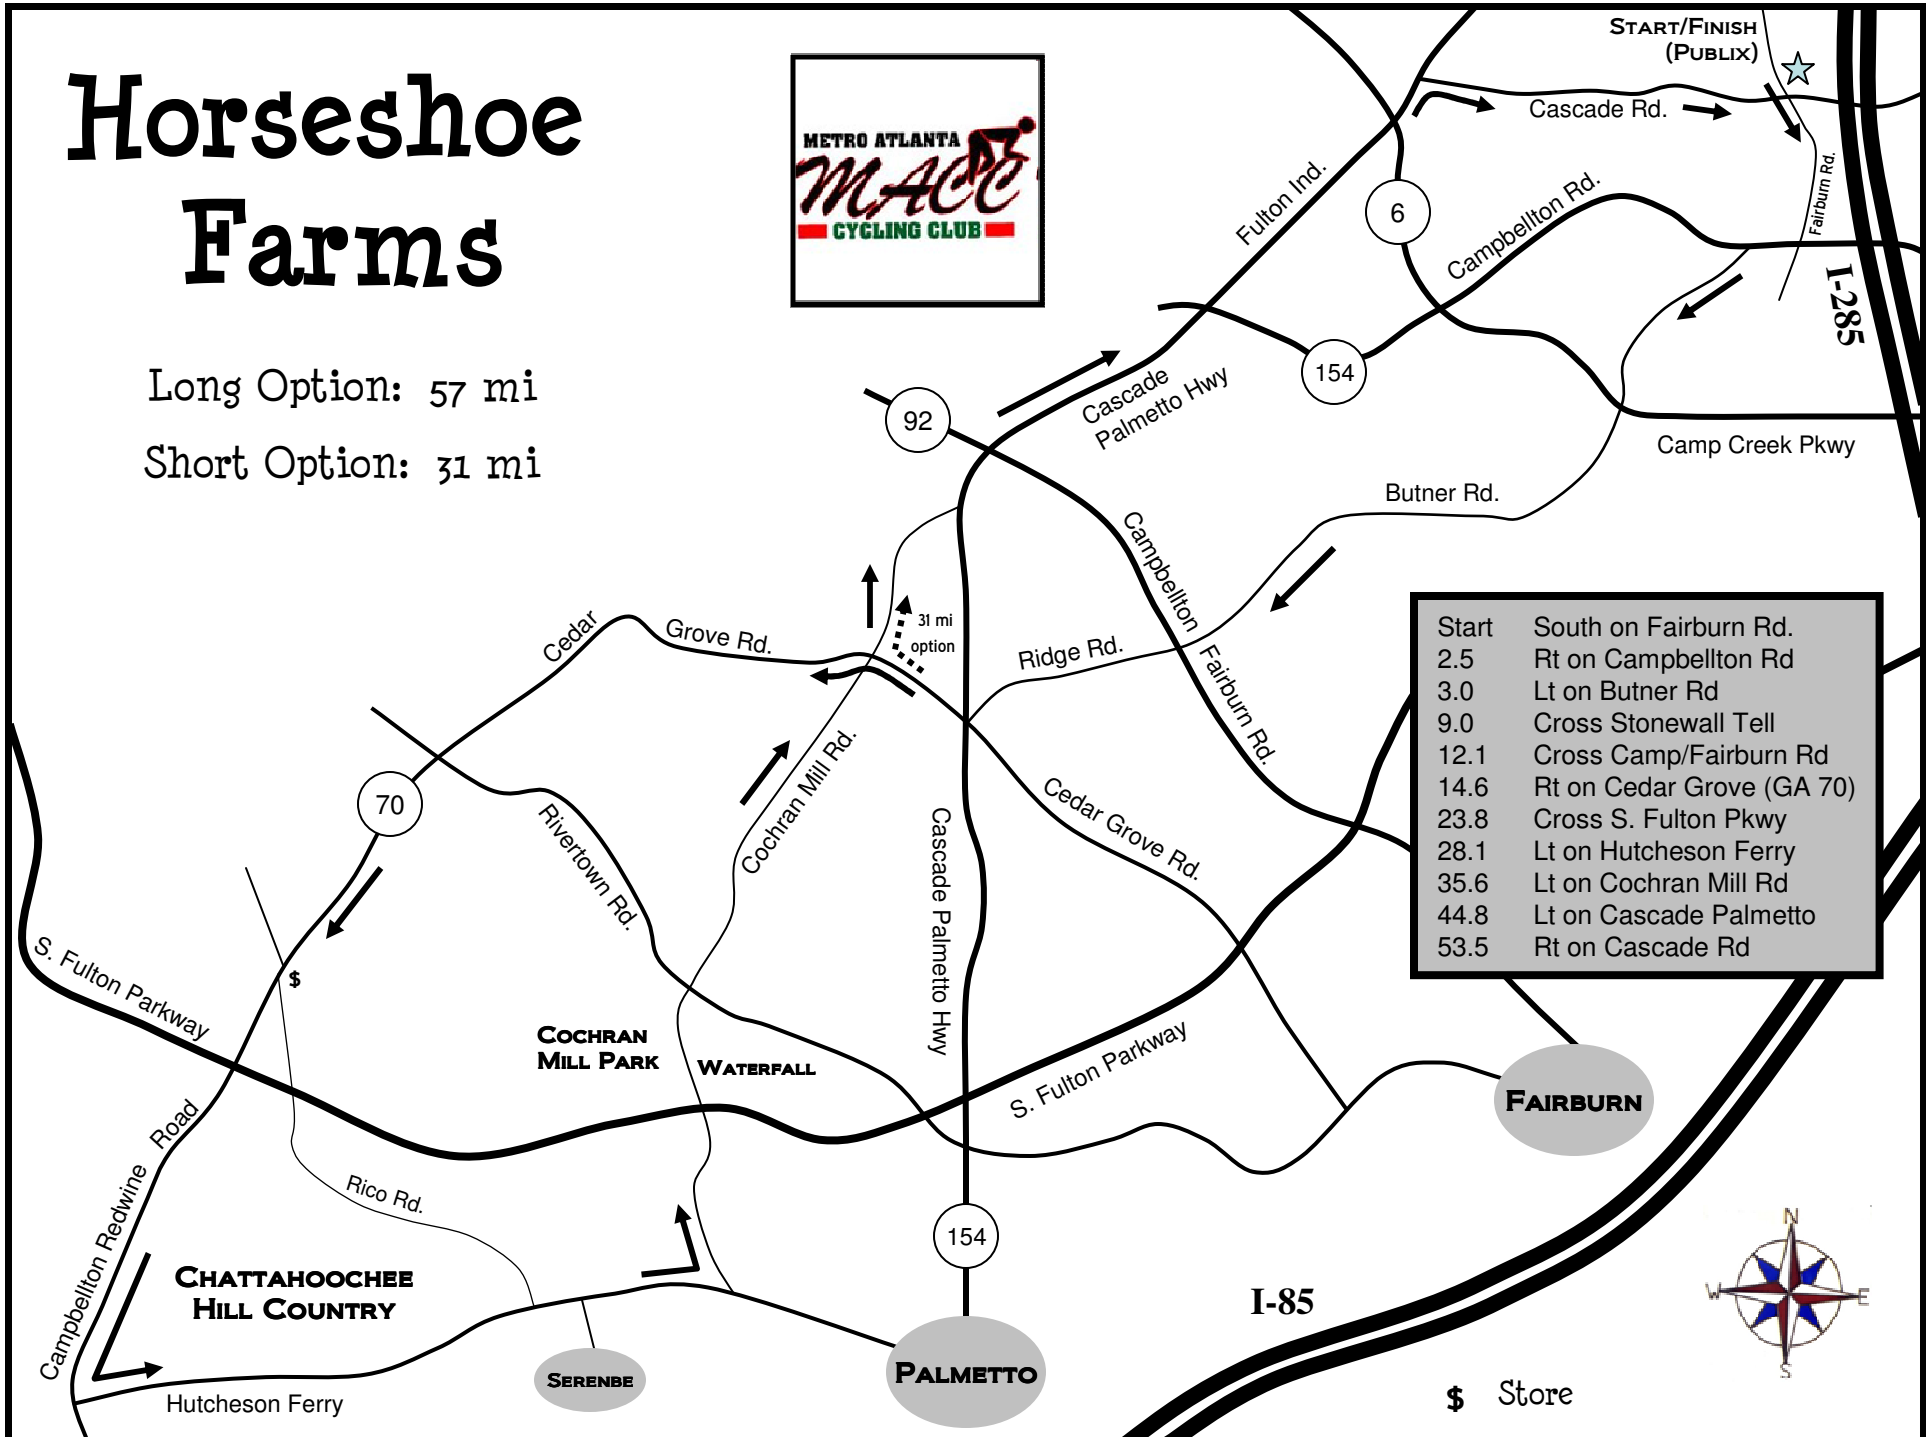 Horseshoe
Farms
Long Option: 57 mi
Short Option: 31 mi
METRO ATLANTA
MACC
CYCLING CLUB
START/FINISH
(PUBLIX)
Cascade Rd.
Fairburn Rd.
I-285
Fulton Ind.
6
Campbellton Rd.
154
92
Cascade
Palmetto Hwy
Camp Creek Pkwy
Butner Rd.
Campbellton
Fairburn Rd.
31 mi
option
Ridge Rd.
Cedar
Grove Rd.
70
Rivertown Rd.
Cochran Mill Rd.
Cascade Palmetto Hwy
Cedar Grove Rd.
Start South on Fairburn Rd.
2.5 Rt on Campbellton Rd
3.0 Lt on Butner Rd
9.0 Cross Stonewall Tell
12.1 Cross Camp/Fairburn Rd
14.6 Rt on Cedar Grove (GA 70)
23.8 Cross S. Fulton Pkwy
28.1 Lt on Hutcheson Ferry
35.6 Lt on Cochran Mill Rd
44.8 Lt on Cascade Palmetto
53.5 Rt on Cascade Rd
S. Fulton Parkway
$
COCHRAN
MILL PARK
WATERFALL
S. Fulton Parkway
FAIRBURN
Campbellton Redwine Road
Rico Rd.
154
CHATTAHOOCHEE
HILL COUNTRY
I-85
N
W
E
S
SERENBE
PALMETTO
Hutcheson Ferry
$ Store